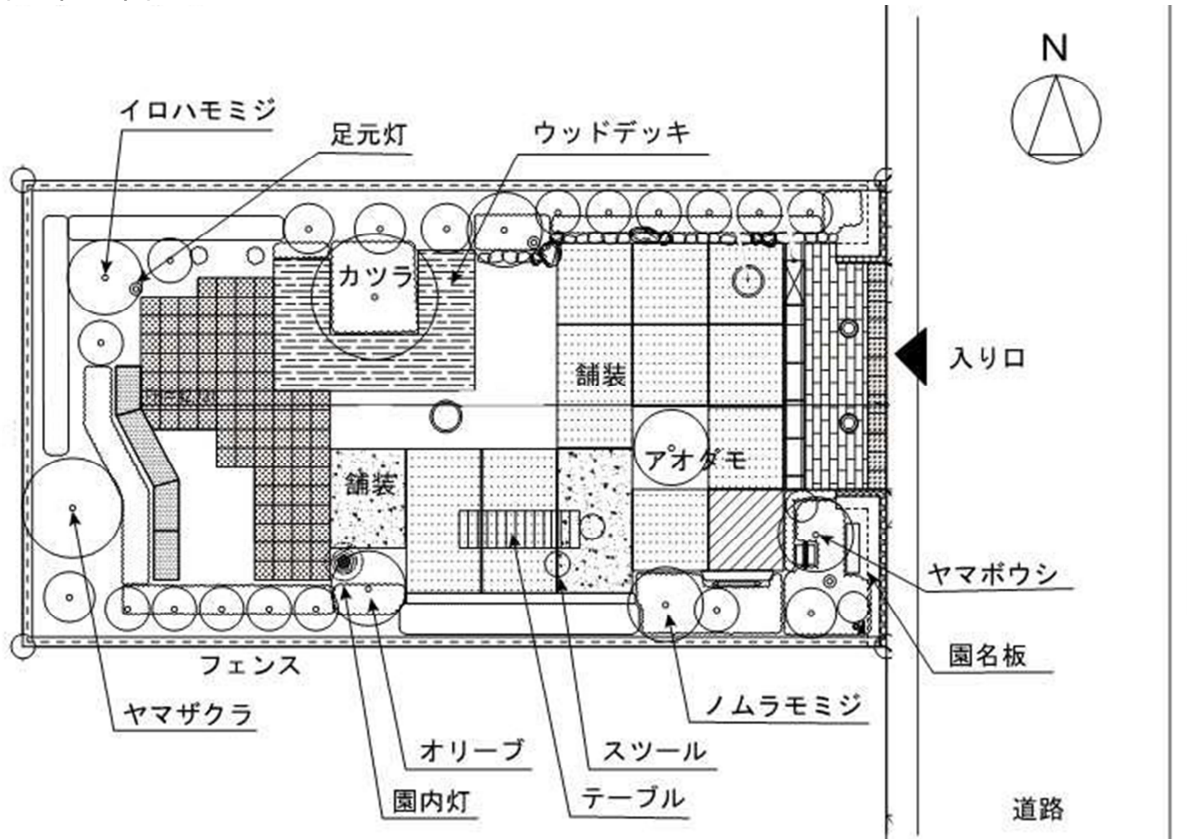 N
イロハモミジ
足元灯
ウッドデッキ
カツラ
入り口
舗装
アオダモ
舗装
ヤマボウシ
園名板
フェンス
ヤマザクラ
ノムラモミジ
オリーブ
スツール
園内灯
テーブル
道路